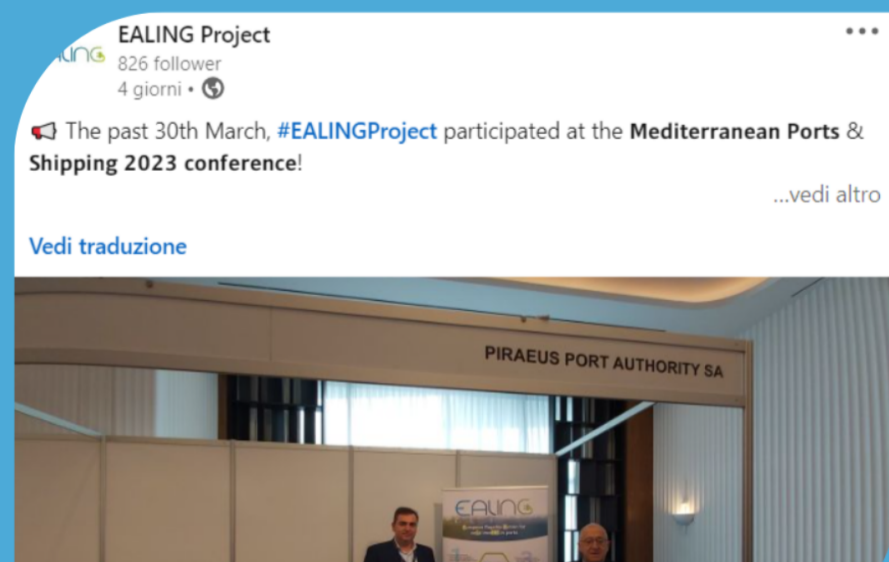 EALING Project
826 follower
4 giorni •
The past 30th March, #EALINGProject participated at the Mediterranean Ports &
Shipping 2023 conference!
...vedi altro
Vedi traduzione
PIRAEUS PORT AUTHORITY SA
EALING